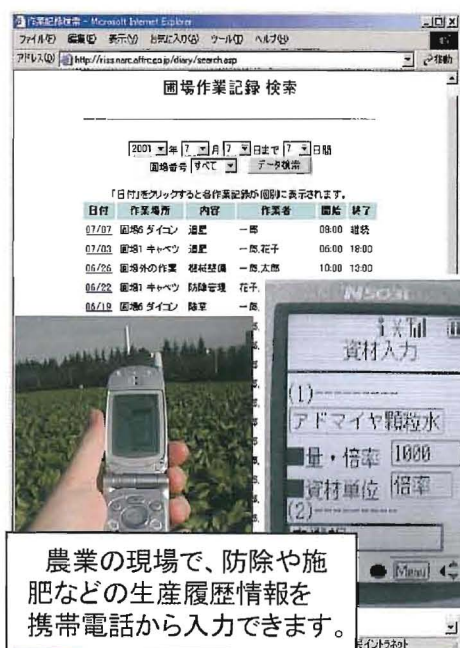 作業記録検索 - Microsoft Internet Explorer
ファイル(F) 編集(E) 表示(V) お気に入り(A) ツール(T) ヘルプ(H)
アドレス(D) http://riss.narc.affrc.go.jp/diary/search.asp 移動
圃場作業記録 検索
2001 年 7 月 7 日まで 7 日間
圃場番号 すべて データ検索
「日付」をクリックすると各作業記録が個別に表示されます。
日付 作業場所 内容 作業者 開始 終了
07/07 圃場6 ダイコン 追肥 一郎 09:00 継続
07/03 圃場1 キャベツ 追肥 一郎,花子 06:00 18:00
06/26 圃場外の作業 機械整備 一郎,太郎 10:00 13:00
06/22 圃場1 キャベツ 防除管理 花子,
06/19 圃場6 ダイコン 除草 一郎,
資材入力
(1)--------
アドマイヤ顆粒水
■量・倍率 1000
■資材単位 倍率
(2)--------
Menu
農業の現場で、防除や施
肥などの生産履歴情報を
携帯電話から入力できます。
イントラネット